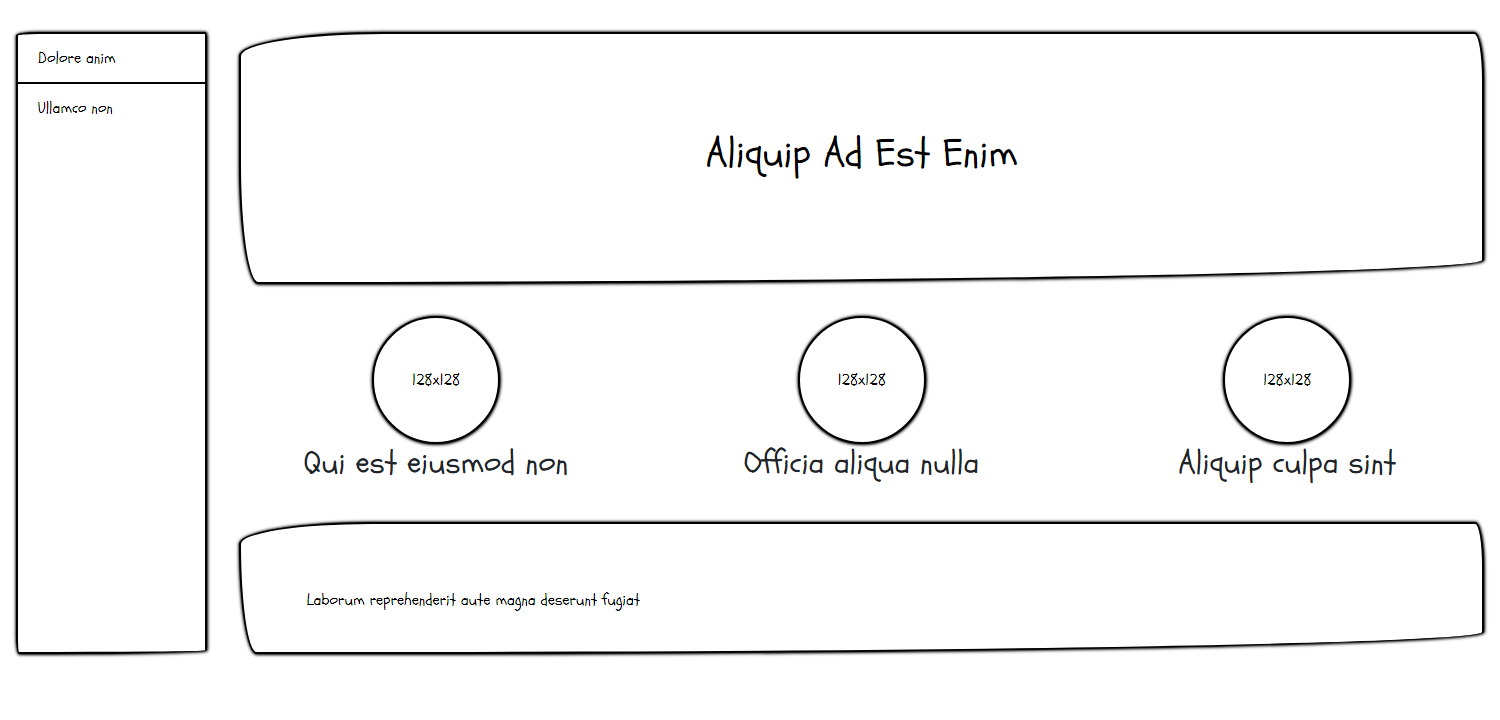 Dolore anim
Ullamco non
Aliquip Ad Est Enim
128x128
128x128
128x128
Qui est eiusmod non
Officia aliqua nulla
Aliquip culpa sint
Laborum reprehenderit aute magna deserunt fugiat